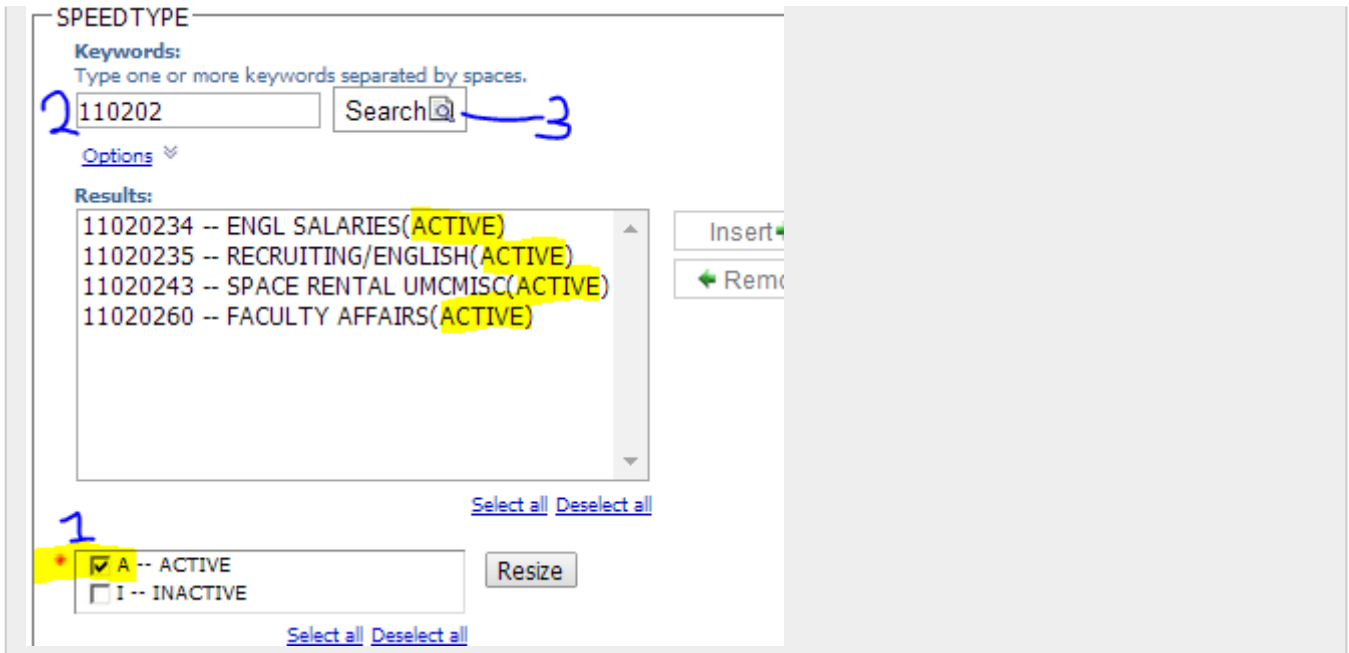 SPEEDTYPE
Keywords:
Type one or more keywords separated by spaces.
2 110202 Search 3
Options
Results:
11020234 -- ENGL SALARIES(ACTIVE)
11020235 -- RECRUITING/ENGLISH(ACTIVE)
11020243 -- SPACE RENTAL UMCMISC(ACTIVE)
11020260 -- FACULTY AFFAIRS(ACTIVE)
Insert
Remo
Select all Deselect all
1
* A -- ACTIVE
I -- INACTIVE
Resize
Select all Deselect all